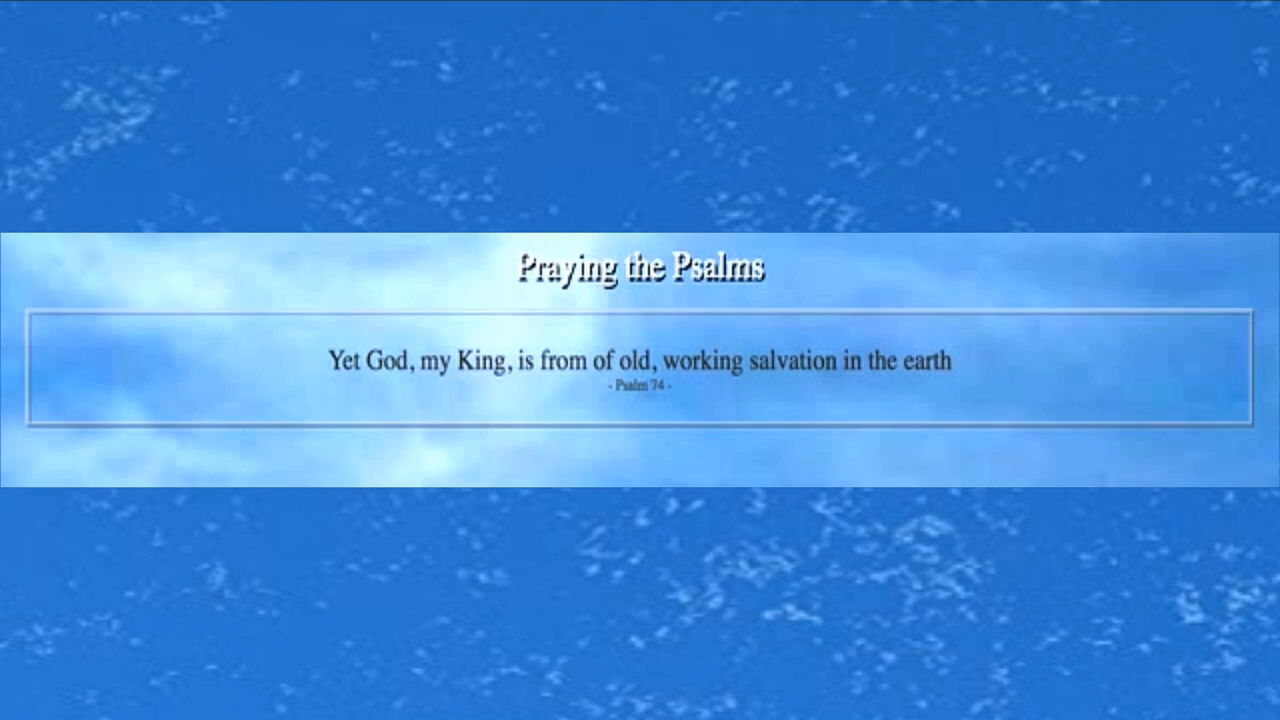 Praying the Psalms
Yet God, my King, is from of old, working salvation in the earth
- Psalm 74 -